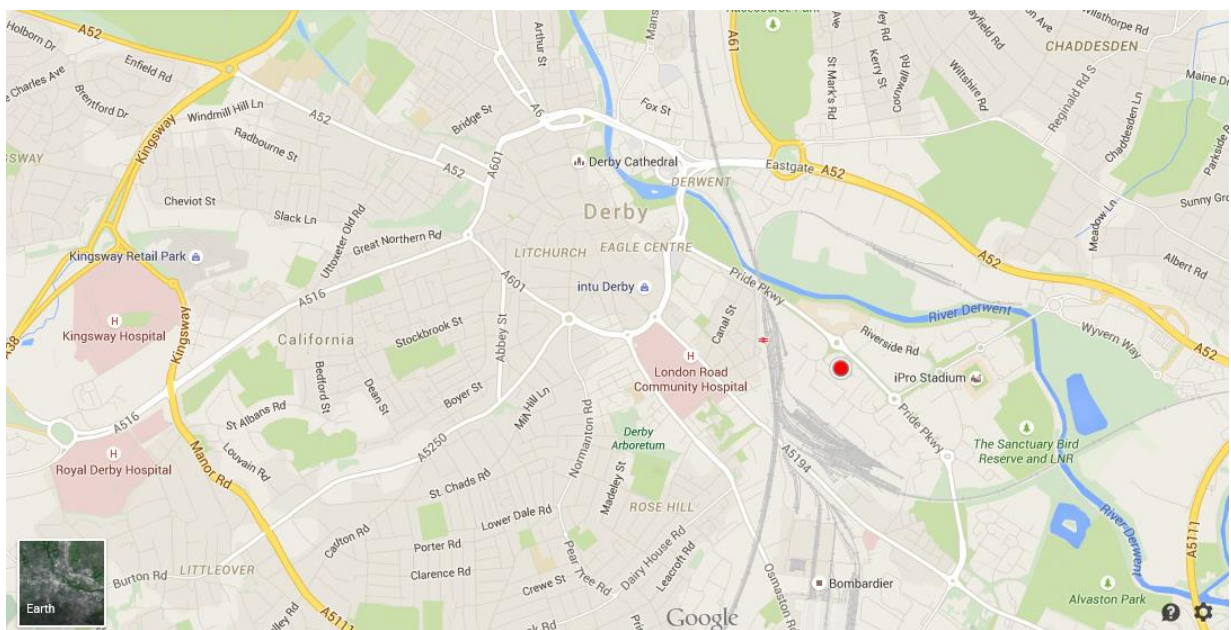 A52
Holborn Dr
Enfield Rd
Brentford Dr
Windmill Hill Ln
Kingsway
Radbourne St
A52
Bridge St
A6
Arthur St
Fox St
A61
St Mark's Rd
Kerry St
Cornwall Rd
Wiltshire Rd
Reginald Rd S
CHADDESDEN
Wilsthorpe Rd
Chaddesden Ln
Parkside
Sunny Gro
Meadow Ln
Albert Rd
A601
A52
Derby Cathedral
DERWENT
Eastgate
A52
Cheviot St
Slack Ln
Uttoxeter Old Rd
Great Northern Rd
Derby
LITCHURCH
EAGLE CENTRE
Kingsway Retail Park
A516
A601
intu Derby
Pride Pkwy
A52
River Derwent
Wyvern Way
A52
H
Kingsway Hospital
Kingsway
A38
California
Stockbrook St
Abbey St
Canal St
Riverside Rd
H
London Road
Community Hospital
iPro Stadium
Bedford St
Dean St
Boyer St
Mill Hill Ln
St Albans Rd
A516
Normanton Rd
Derby
Arboretum
Pride Pkwy
The Sanctuary Bird
Reserve and LNR
H
Royal Derby Hospital
Louvain Rd
Manor Rd
A5250
St. Chads Rd
Madeley St
ROSE HILL
A5194
Lower Dale Rd
Carlton Rd
Porter Rd
Clarence Rd
Crewe St
Pear Tree Rd
Dairy House Rd
Leacroft Rd
Osmaston Rd
River Derwent
A5111
LITTLEOVER
Burton Rd
A5111
Bombardier
Alvaston Park
Earth
Google